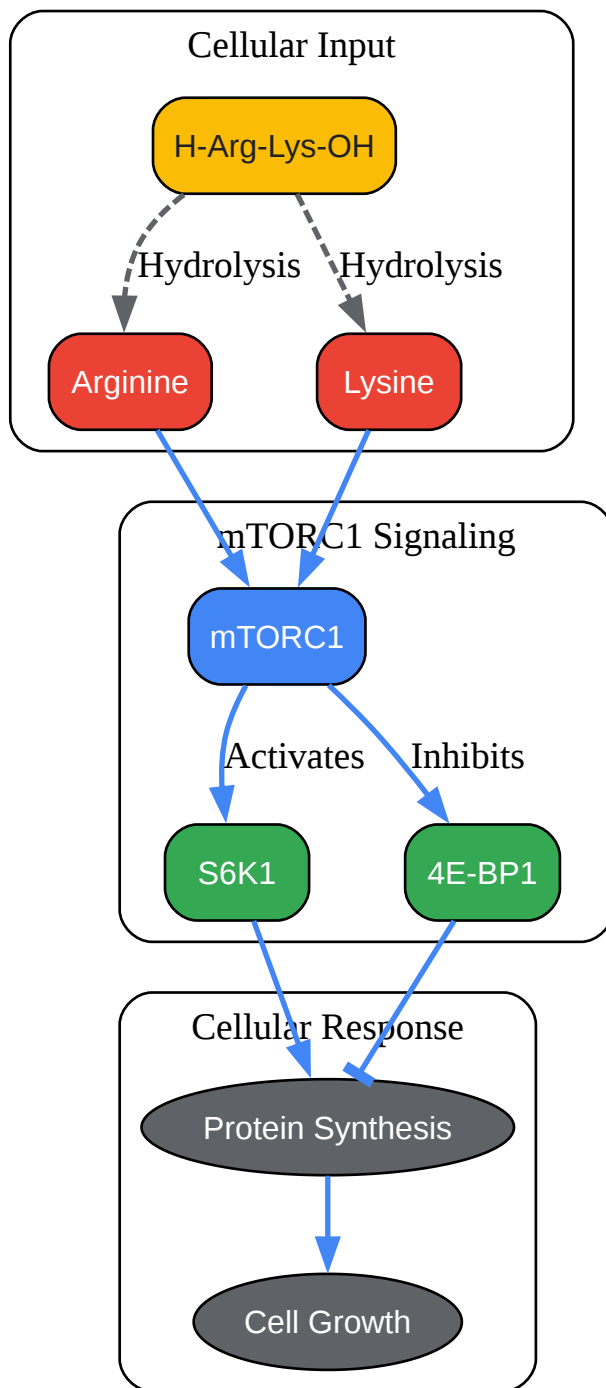 Cellular Input
H-Arg-Lys-OH
Hydrolysis Hydrolysis
Arginine Lysine
mTORC1 Signaling
mTORC1
Activates Inhibits
S6K1 4E-BP1
Cellular Response
Protein Synthesis
Cell Growth